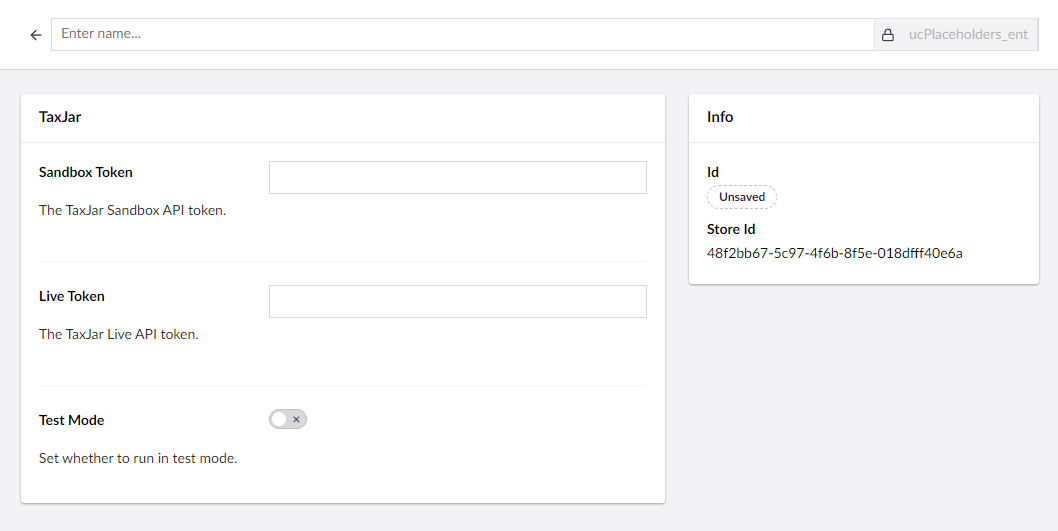 Enter name...
ucPlaceholders_ent
TaxJar
Sandbox Token
The TaxJar Sandbox API token.
Live Token
The TaxJar Live API token.
Test Mode
Set whether to run in test mode.
Info
Id
Unsaved
Store Id
48f2bb67-5c97-4f6b-8f5e-018dfff40e6a